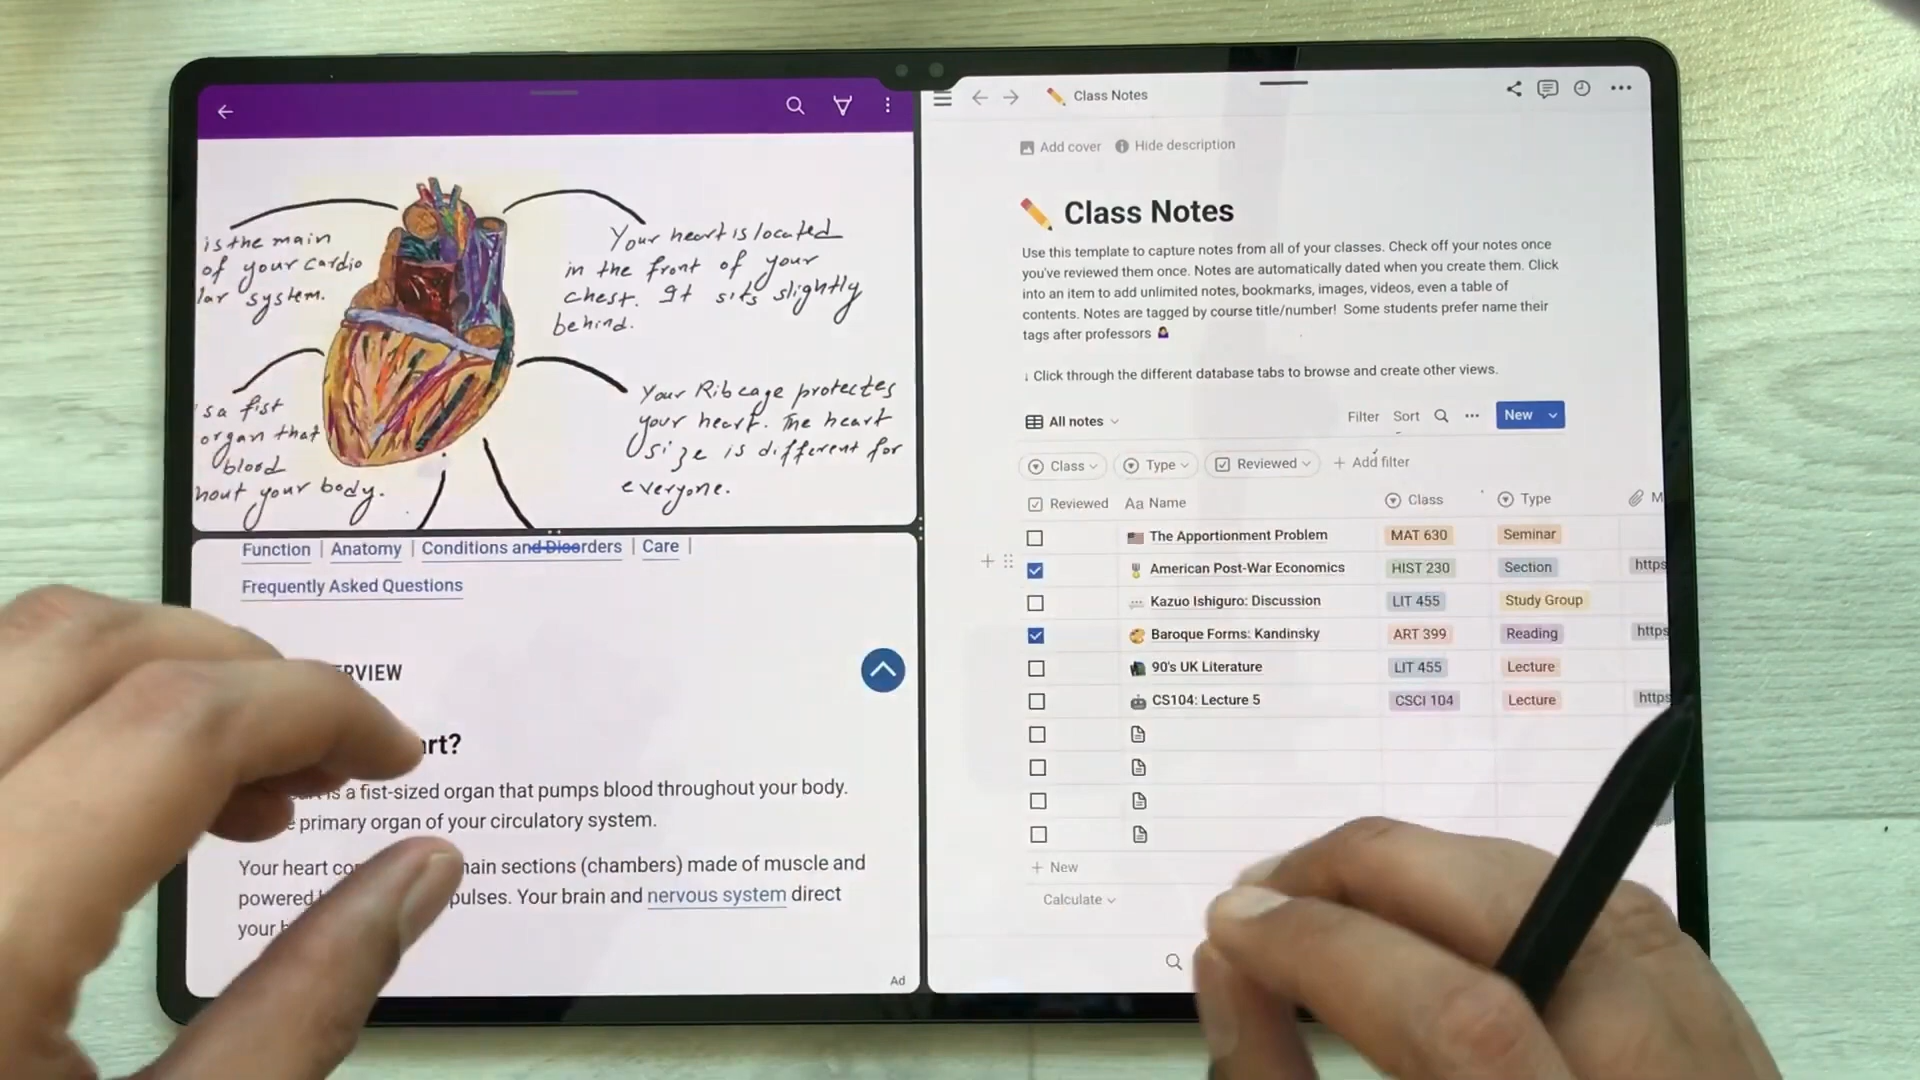 is the main
of your cardio
lar system.
Your heart is located
in the front of your
chest. It sits slightly
behind.
sa fist
organ that
blood
hout your body.
Your Ribcage protectes
your heart. The heart
size is different for
everyone.
Function | Anatomy | Conditions and Disorders | Care |
Frequently Asked Questions
RVIEW
art?
is a fist-sized organ that pumps blood throughout your body.
e primary organ of your circulatory system.
Your heart co main sections (chambers) made of muscle and
powered pulses. Your brain and nervous system direct
your
Ad
Class Notes
Add cover Hide description
Class Notes
Use this template to capture notes from all of your classes. Check off your notes once
you've reviewed them once. Notes are automatically dated when you create them. Click
into an item to add unlimited notes, bookmarks, images, videos, even a table of
contents. Notes are tagged by course title/number! Some students prefer name their
tags after professors
↓ Click through the different database tabs to browse and create other views.
All notes Filter Sort New
Class Type Reviewed + Add filter
Reviewed Aa Name Class Type M
The Apportionment Problem MAT 630 Seminar
American Post-War Economics HIST 230 Section https
Kazuo Ishiguro: Discussion LIT 455 Study Group
Baroque Forms: Kandinsky ART 399 Reading https
90's UK Literature LIT 455 Lecture
CS104: Lecture 5 CSCI 104 Lecture https
+ New
Calculate